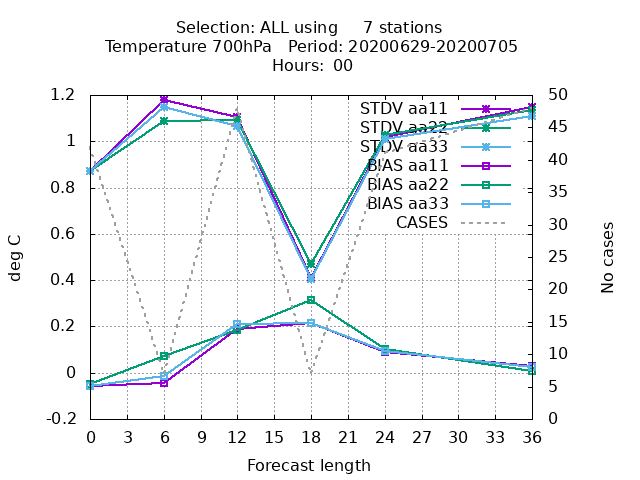 Selection: ALL using 7 stations
Temperature 700hPa Period: 20200629-20200705
Hours: 00
1.2
1
0.8
0.6
0.4
0.2
0
-0.2
deg C
STDV aa11
STDV aa22
STDV aa33
BIAS aa11
BIAS aa22
BIAS aa33
CASES
50
45
40
35
30
25
20
15
10
5
0
No cases
0 3 6 9 12 15 18 21 24 27 30 33 36
Forecast length